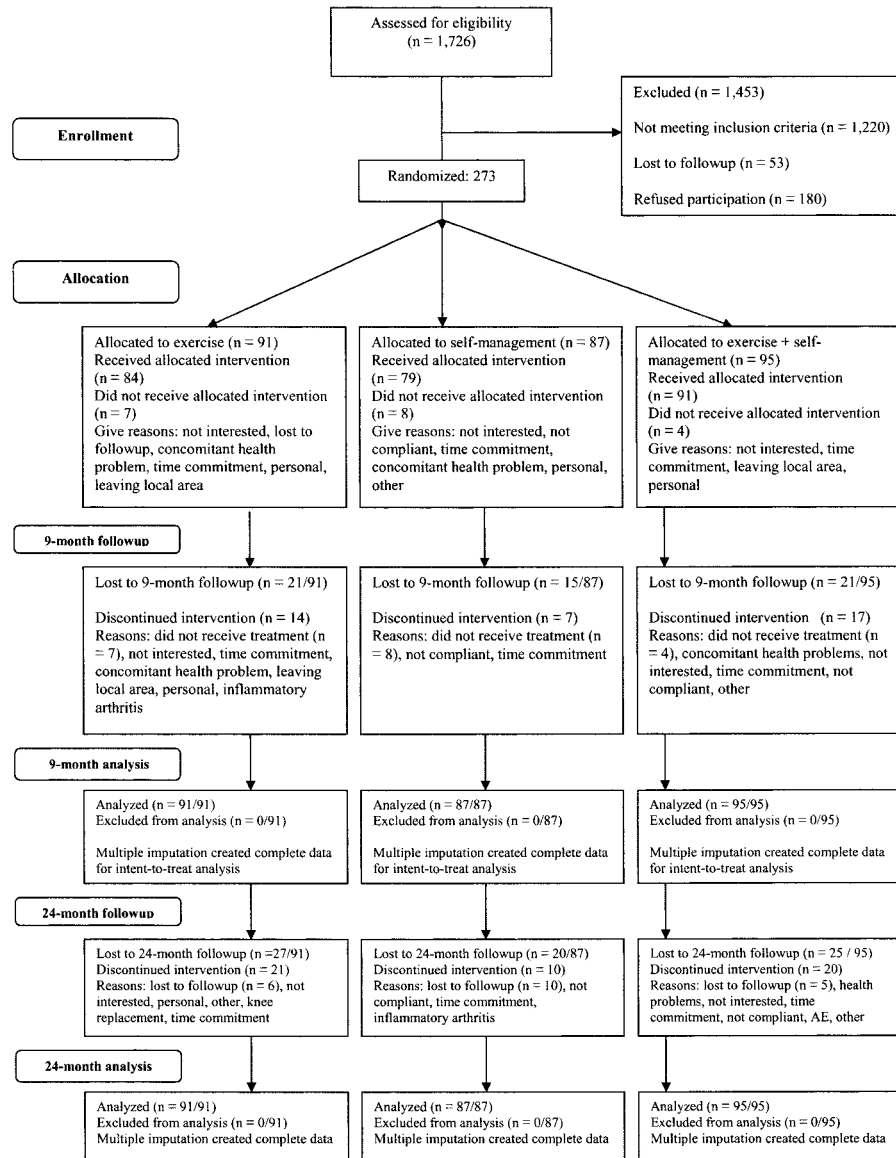 Assessed for eligibility
(n = 1,726)
Excluded (n = 1,453)
Not meeting inclusion criteria (n = 1,220)
Lost to followup (n = 53)
Refused participation (n = 180)
Enrollment
Randomized: 273
Allocation
Allocated to exercise (n = 91)
Received allocated intervention
(n = 84)
Did not receive allocated intervention
(n = 7)
Give reasons: not interested, lost to
followup, concomitant health
problem, time commitment, personal,
leaving local area
Allocated to self-management (n = 87)
Received allocated intervention
(n = 79)
Did not receive allocated intervention
(n = 8)
Give reasons: not interested, not
compliant, time commitment,
concomitant health problem, personal,
other
Allocated to exercise + self-
management (n = 95)
Received allocated intervention
(n = 91)
Did not receive allocated intervention
(n = 4)
Give reasons: not interested, time
commitment, leaving local area,
personal
9-month followup
Lost to 9-month followup (n = 21/91)
Discontinued intervention (n = 14)
Reasons: did not receive treatment (n
= 7), not interested, time commitment,
concomitant health problem, leaving
local area, personal, inflammatory
arthritis
Lost to 9-month followup (n = 15/87)
Discontinued intervention (n = 7)
Reasons: did not receive treatment (n
= 8), not compliant, time commitment
Lost to 9-month followup (n = 21/95)
Discontinued intervention (n = 17)
Reasons: did not receive treatment (n
= 4), concomitant health problems, not
interested, time commitment, not
compliant, other
9-month analysis
Analyzed (n = 91/91)
Excluded from analysis (n = 0/91)
Multiple imputation created complete data
for intent-to-treat analysis
Analyzed (n = 87/87)
Excluded from analysis (n = 0/87)
Multiple imputation created complete data
for intent-to-treat analysis
Analyzed (n = 95/95)
Excluded from analysis (n = 0/95)
Multiple imputation created complete data
for intent-to-treat analysis
24-month followup
Lost to 24-month followup (n =27/91)
Discontinued intervention (n = 21)
Reasons: lost to followup (n = 6), not
interested, personal, other, knee
replacement, time commitment
Lost to 24-month followup (n = 20/87)
Discontinued intervention (n = 10)
Reasons: lost to followup (n = 10), not
compliant, time commitment,
inflammatory arthritis
Lost to 24-month followup (n = 25 / 95)
Discontinued intervention (n = 20)
Reasons: lost to followup (n = 5), health
problems, not interested, time
commitment, not compliant, AE, other
24-month analysis
Analyzed (n = 91/91)
Excluded from analysis (n = 0/91)
Multiple imputation created complete data
Analyzed (n = 87/87)
Excluded from analysis (n = 0/87)
Multiple imputation created complete data
Analyzed (n = 95/95)
Excluded from analysis (n = 0/95)
Multiple imputation created complete data